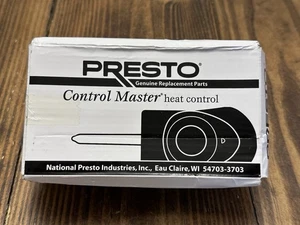 PRESTO®
Genuine Replacement Parts
Control Master® heat control
D
National Presto Industries, Inc., Eau Claire, WI 54703-3703